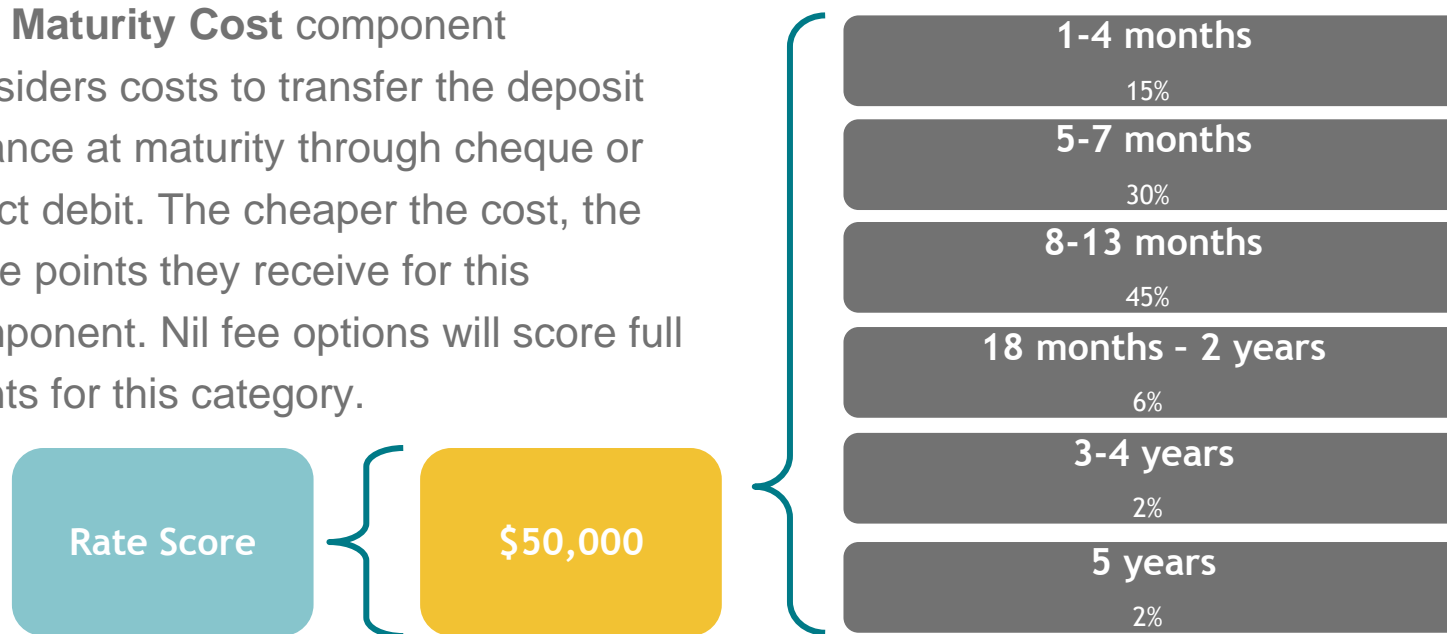 Maturity Cost component
siders costs to transfer the deposit
ance at maturity through cheque or
ct debit. The cheaper the cost, the
e points they receive for this
ponent. Nil fee options will score full
nts for this category.
Rate Score
$50,000
1-4 months
15%
5-7 months
30%
8-13 months
45%
18 months – 2 years
6%
3-4 years
2%
5 years
2%